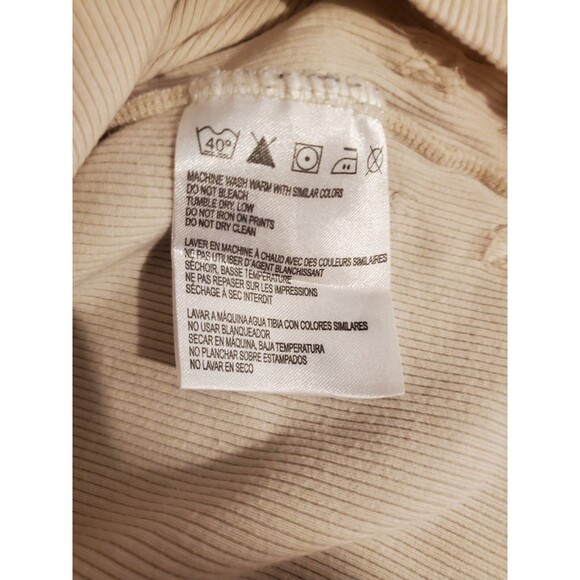 40°
MACHINE WASH WARM WITH SIMILAR COLORS
DO NOT BLEACH
TUMBLE DRY, LOW
DO NOT IRON ON PRINTS
DO NOT DRY CLEAN
LAVER EN MACHINE À CHAUD AVEC DES COULEURS SIMILAIRES
NE PAS UTILISER D'AGENT BLANCHISSANT
SÉCHOIR, BASSE TEMPÉRATURE
NE PAS REPASER SUR LES IMPRESSIONS
SÉCHAGE À SEC INTERDIT
LAVAR A MÁQUINA AGUA TIBIA CON COLORES SIMILARES
NO USAR BLANQUEADOR
SECAR EN MÁQUINA, BAJA TEMPERATURA
NO PLANCHAR SOBRE ESTAMPADOS
NO LAVAR EN SECO